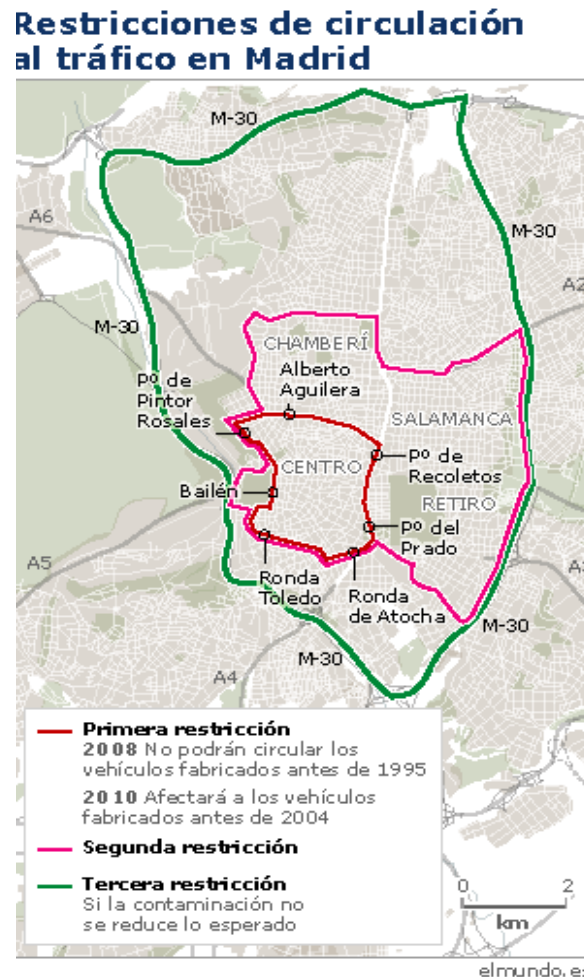 Restricciones de circulación
al tráfico en Madrid
M-30
A6
M-30
A2
M-30
CHAMBERÍ
Pº de
Pintor
Rosales
Alberto
Aguilera
SALAMANCA
CENTRO
Pº de
Recoletos
Bailén
RETIRO
Pº del
Prado
A5
Ronda
Toledo
Ronda
de Atocha
M-30
M-30
A4
Primera restricción
2008 No podrán circular los
vehículos fabricados antes de 1995
2010 Afectará a los vehículos
fabricados antes de 2004
Segunda restricción
Tercera restricción
Si la contaminación no
se reduce lo esperado
0 2
km
elmundo.es